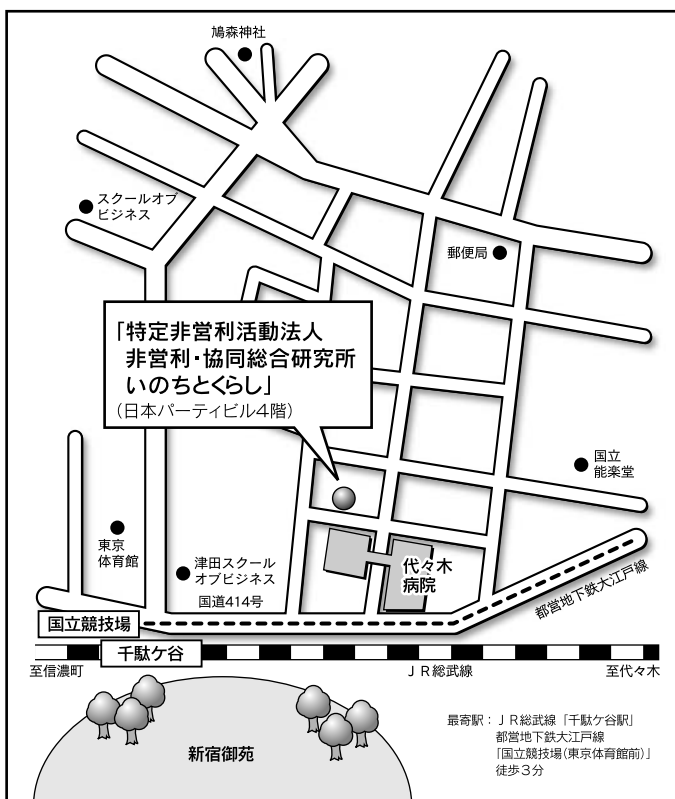 鳩森神社
スクールオブ
ビジネス
郵便局
「特定非営利活動法人
非営利・協同総合研究所
いのちとくらし」
（日本パーティビル4階）
国立
能楽堂
東京
体育館
津田スクール
オブビジネス
代々木
病院
国道414号
都営地下鉄大江戸線
国立競技場
千駄ケ谷
至信濃町
ＪＲ総武線
至代々木
新宿御苑
最寄駅：ＪＲ総武線「千駄ケ谷駅」
都営地下鉄大江戸線
「国立競技場（東京体育館前）」
徒歩３分